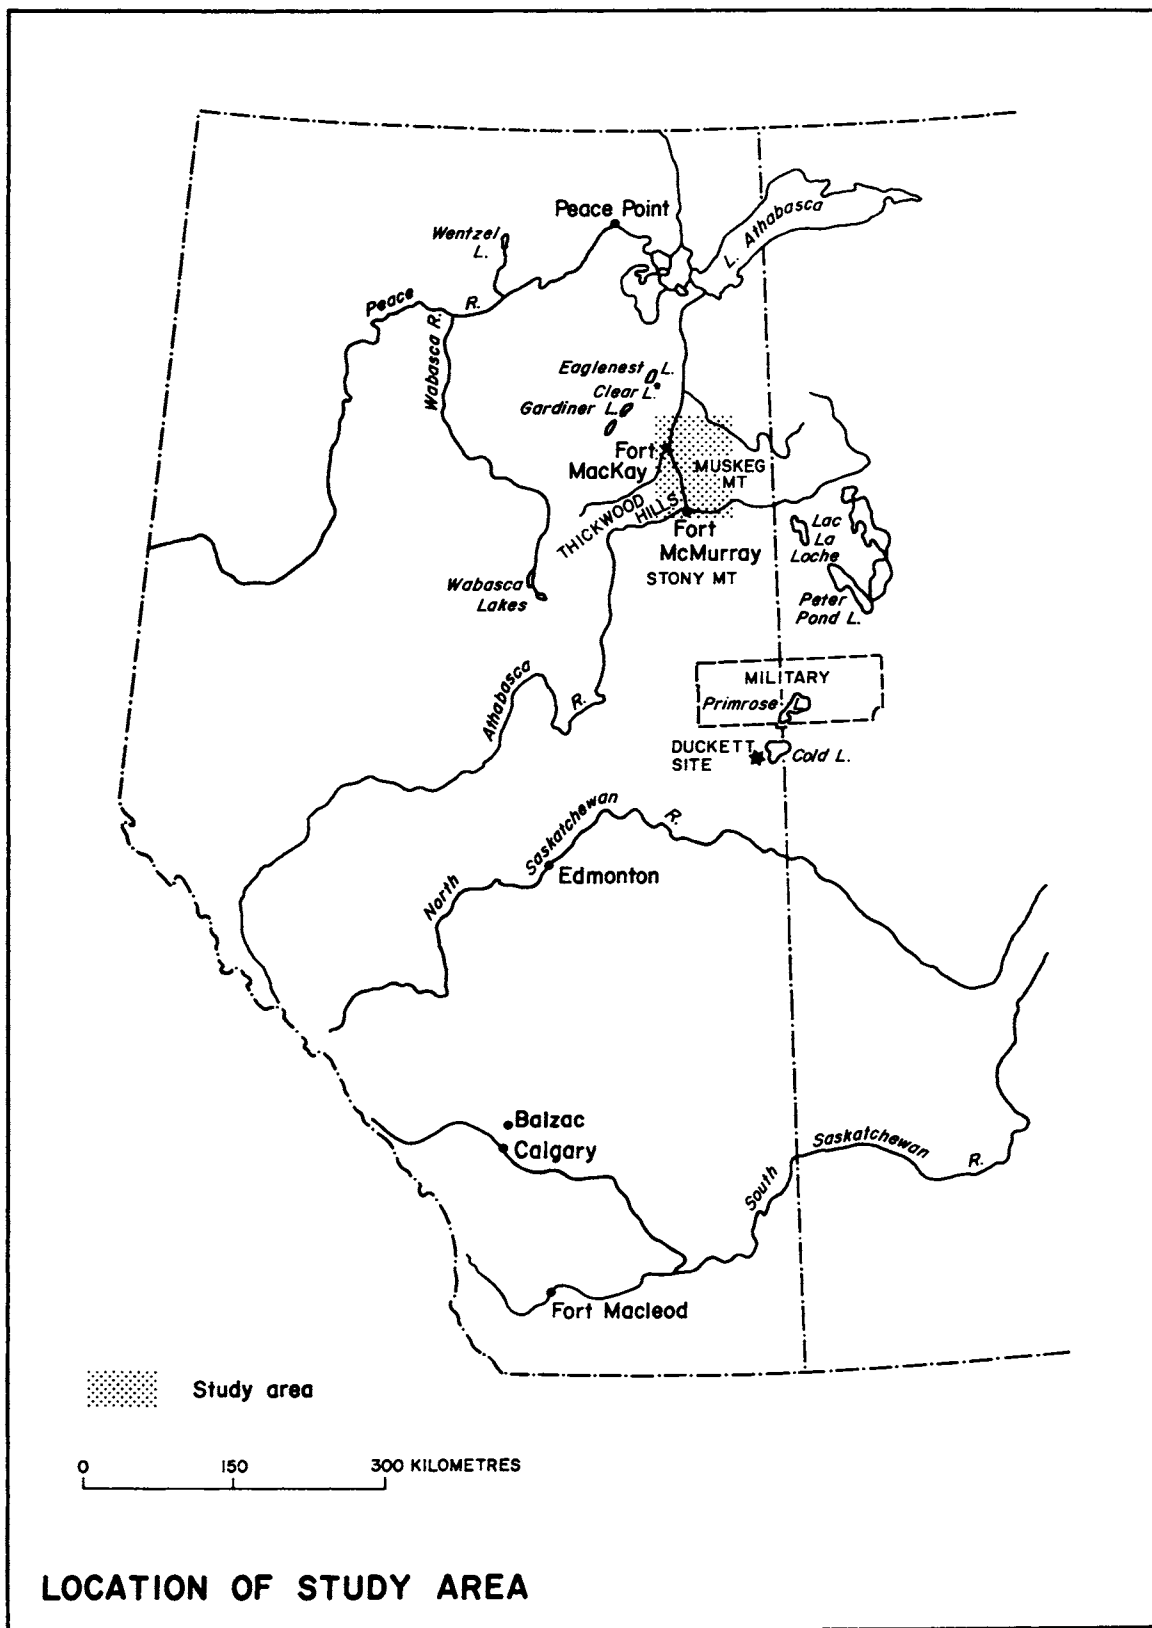 Peace Point
Wentzel
L.
L. Athabasca
Peace R.
Wabasca R.
Eaglenest L.
Clear L.
Gardiner L.
Fort
MacKay
MUSKEG
MT
THICKWOOD
HILLS
Fort
McMurray
STONY MT
Lac
La
Loche
Peter
Pond L.
Wabasca
Lakes
Athabasca R.
MILITARY
Primrose L.
DUCKETT
SITE
Cold L.
North Saskatchewan R.
Edmonton
Balzac
Calgary
South Saskatchewan R.
Fort Macleod
Study area
0 150 300 KILOMETRES
LOCATION OF STUDY AREA